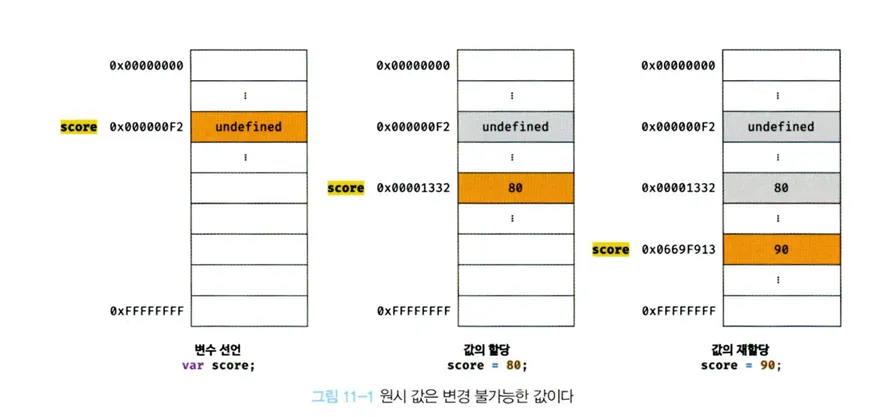 0x00000000
⋮
score 0x000000F2 undefined
⋮
0xFFFFFFFF
변수 선언
var score;
0x00000000
⋮
0x000000F2 undefined
⋮
score 0x00001332 80
⋮
0xFFFFFFFF
값의 할당
score = 80;
0x00000000
⋮
0x000000F2 undefined
⋮
0x00001332 80
⋮
score 0x0669F913 90
⋮
0xFFFFFFFF
값의 재할당
score = 90;
그림 11-1 원시 값은 변경 불가능한 값이다